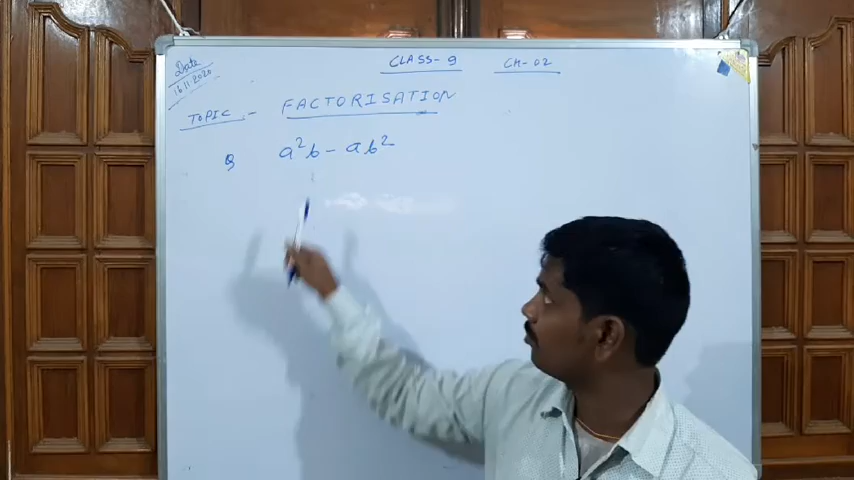 Date
16.11.2020
CLASS-9 CH-02
TOPIC - FACTORISATION
Q a²b - ab²